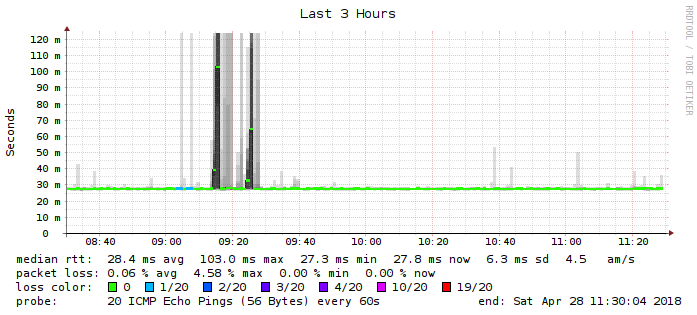 Last 3 Hours
RRDTOOL / TOBI OETIKER
Seconds
120 m
110 m
100 m
90 m
80 m
70 m
60 m
50 m
40 m
30 m
20 m
10 m
0
08:40 09:00 09:20 09:40 10:00 10:20 10:40 11:00 11:20
median rtt: 28.4 ms avg 103.0 ms max 27.3 ms min 27.8 ms now 6.3 ms sd 4.5 am/s
packet loss: 0.06 % avg 4.58 % max 0.00 % min 0.00 % now
loss color: 0 1/20 2/20 3/20 4/20 10/20 19/20
probe: 20 ICMP Echo Pings (56 Bytes) every 60s end: Sat Apr 28 11:30:04 2018